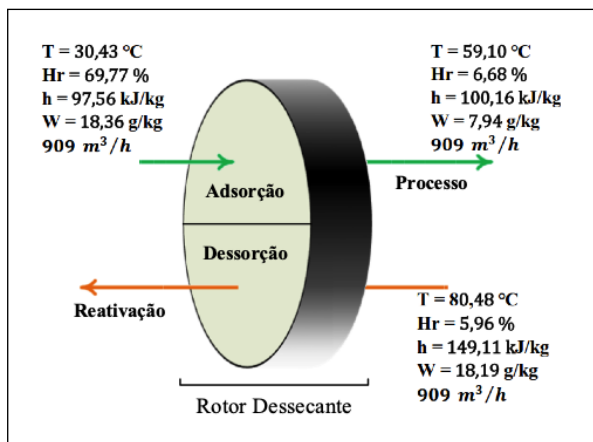 T = 30,43 °C
Hr = 69,77 %
h = 97,56 kJ/kg
W = 18,36 g/kg
909 m³/h
T = 59,10 °C
Hr = 6,68 %
h = 100,16 kJ/kg
W = 7,94 g/kg
909 m³/h
Adsorção
Processo
Dessorção
Reativação
T = 80,48 °C
Hr = 5,96 %
h = 149,11 kJ/kg
W = 18,19 g/kg
909 m³/h
Rotor Dessecante